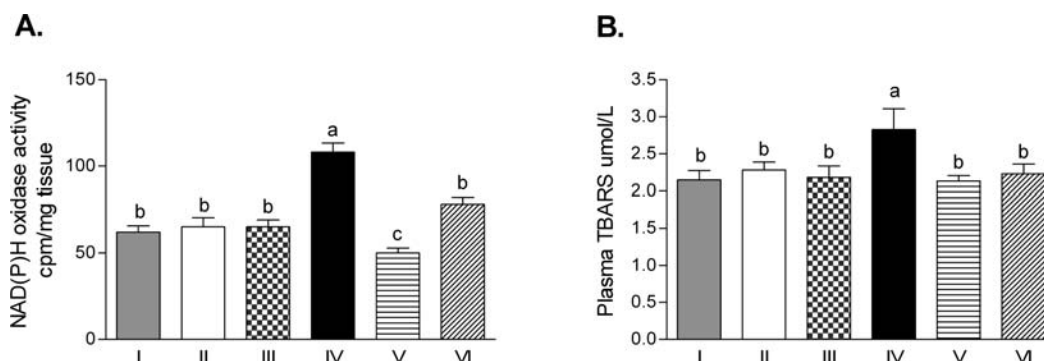 A.
NAD(P)H oxidase activity
cpm/mg tissue
150
100
50
0
b
b
b
a
c
b
I
II
III
IV
V
VI
B.
Plasma TBARS umol/L
3.5
3.0
2.5
2.0
1.5
1.0
0.5
0.0
b
b
b
a
b
b
I
II
III
IV
V
VI